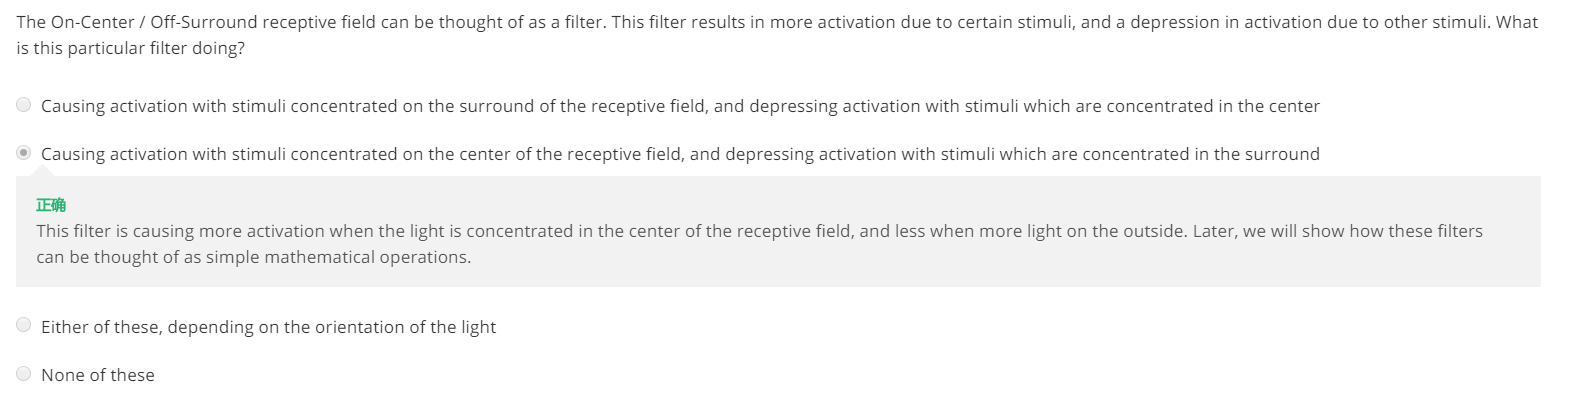 The On-Center / Off-Surround receptive field can be thought of as a filter. This filter results in more activation due to certain stimuli, and a depression in activation due to other stimuli. What
is this particular filter doing?
Causing activation with stimuli concentrated on the surround of the receptive field, and depressing activation with stimuli which are concentrated in the center
Causing activation with stimuli concentrated on the center of the receptive field, and depressing activation with stimuli which are concentrated in the surround
正确
This filter is causing more activation when the light is concentrated in the center of the receptive field, and less when more light on the outside. Later, we will show how these filters
can be thought of as simple mathematical operations.
Either of these, depending on the orientation of the light
None of these